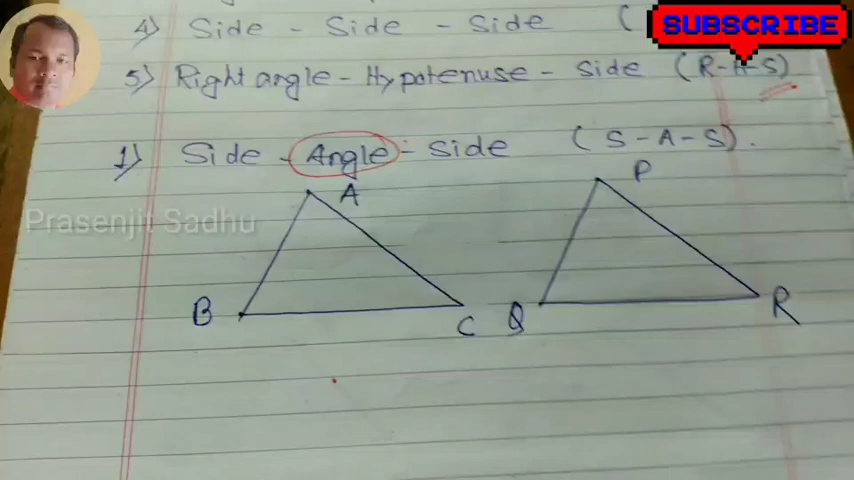 4) Side - Side - Side (
SUBSCRIBE
5) Right angle - Hypotenuse - Side (R-H-S)
1) Side - Angle - Side (S-A-S).
A
P
Prasenjit Sadhu
B
C
Q
R